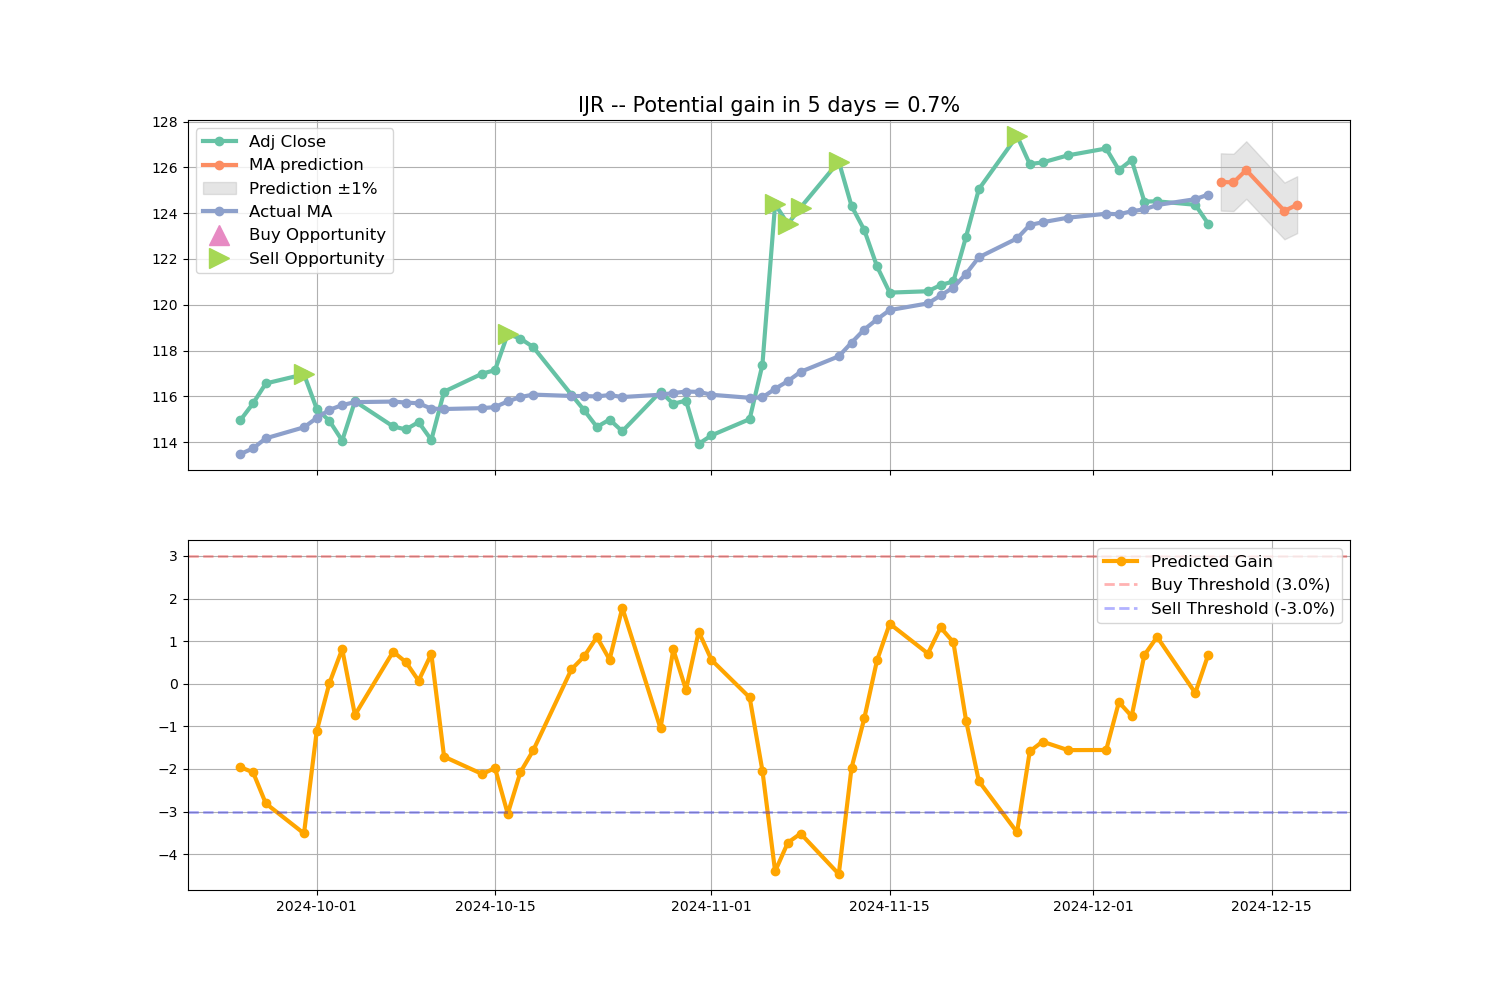 IJR -- Potential gain in 5 days = 0.7%
128
126
124
122
120
118
116
114
Adj Close
MA prediction
Prediction ±1%
Actual MA
Buy Opportunity
Sell Opportunity
3
2
1
0
−1
−2
−3
−4
Predicted Gain
Buy Threshold (3.0%)
Sell Threshold (-3.0%)
2024-10-01
2024-10-15
2024-11-01
2024-11-15
2024-12-01
2024-12-15